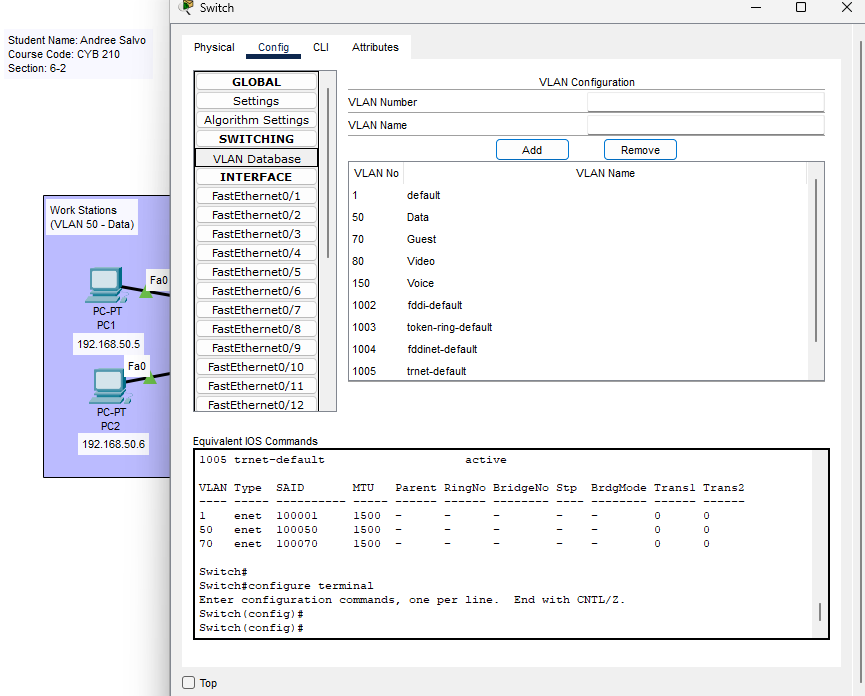 Switch
Student Name: Andree Salvo
Course Code: CYB 210
Section: 6-2
Physical Config CLI Attributes
GLOBAL
Settings
Algorithm Settings
SWITCHING
VLAN Database
INTERFACE
FastEthernet0/1
FastEthernet0/2
FastEthernet0/3
FastEthernet0/4
FastEthernet0/5
FastEthernet0/6
FastEthernet0/7
FastEthernet0/8
FastEthernet0/9
FastEthernet0/10
FastEthernet0/11
FastEthernet0/12
VLAN Configuration
VLAN Number
VLAN Name
Add Remove
VLAN No VLAN Name
1 default
50 Data
70 Guest
80 Video
150 Voice
1002 fddi-default
1003 token-ring-default
1004 fddinet-default
1005 trnet-default
Work Stations
(VLAN 50 - Data)
Fa0
PC-PT
PC1
192.168.50.5
Fa0
PC-PT
PC2
192.168.50.6
Equivalent IOS Commands
1005 trnet-default active
VLAN Type SAID MTU Parent RingNo BridgeNo Stp BrdgMode Trans1 Trans2
---- ----- ---------- ----- ------ ------ -------- ---- -------- ------ ------
1 enet 100001 1500 - - - - - 0 0
50 enet 100050 1500 - - - - - 0 0
70 enet 100070 1500 - - - - - 0 0
Switch#
Switch#configure terminal
Enter configuration commands, one per line. End with CNTL/Z.
Switch(config)#
Switch(config)#
Top